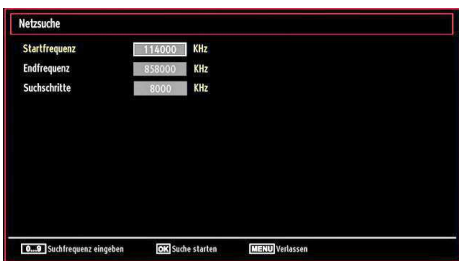 Netzsuche
Startfrequenz 114000 KHz
Endfrequenz 858000 KHz
Suchschritte 8000 KHz
0...9 Suchfrequenz eingeben OK Suche starten MENU Verlassen